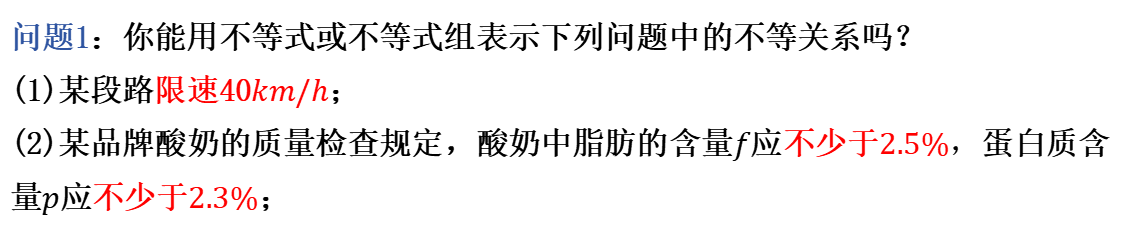 问题1：你能用不等式或不等式组表示下列问题中的不等关系吗？
(1)某段路限速40km/h；
(2)某品牌酸奶的质量检查规定，酸奶中脂肪的含量f应不少于2.5%，蛋白质含
量p应不少于2.3%；